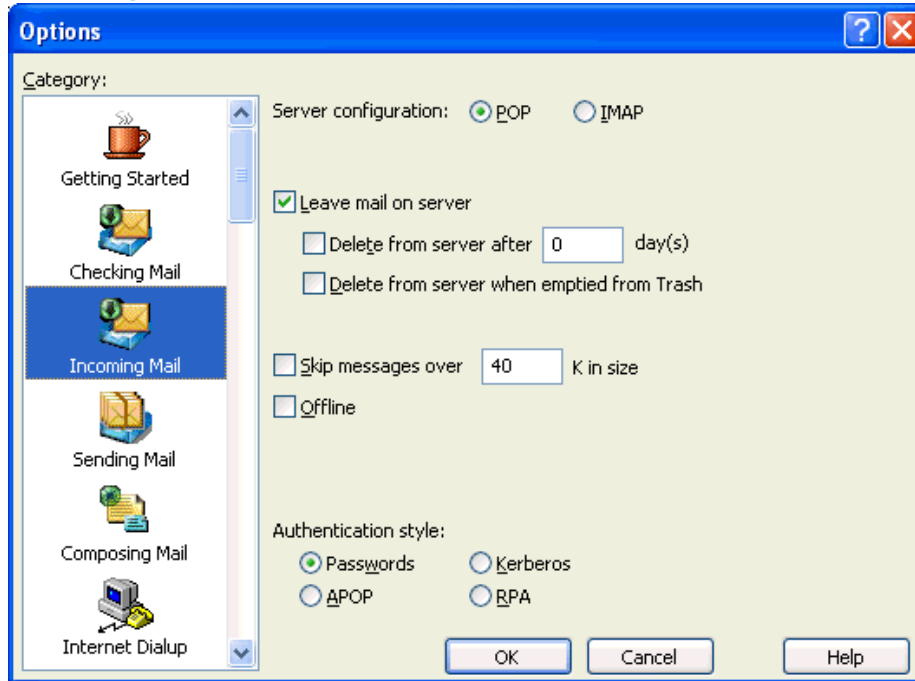 Options
Category:
Getting Started
Checking Mail
Incoming Mail
Sending Mail
Composing Mail
Internet Dialup
Server configuration: POP IMAP
Leave mail on server
Delete from server after 0 day(s)
Delete from server when emptied from Trash
Skip messages over 40 K in size
Offline
Authentication style:
Passwords Kerberos
APOP RPA
OK Cancel Help